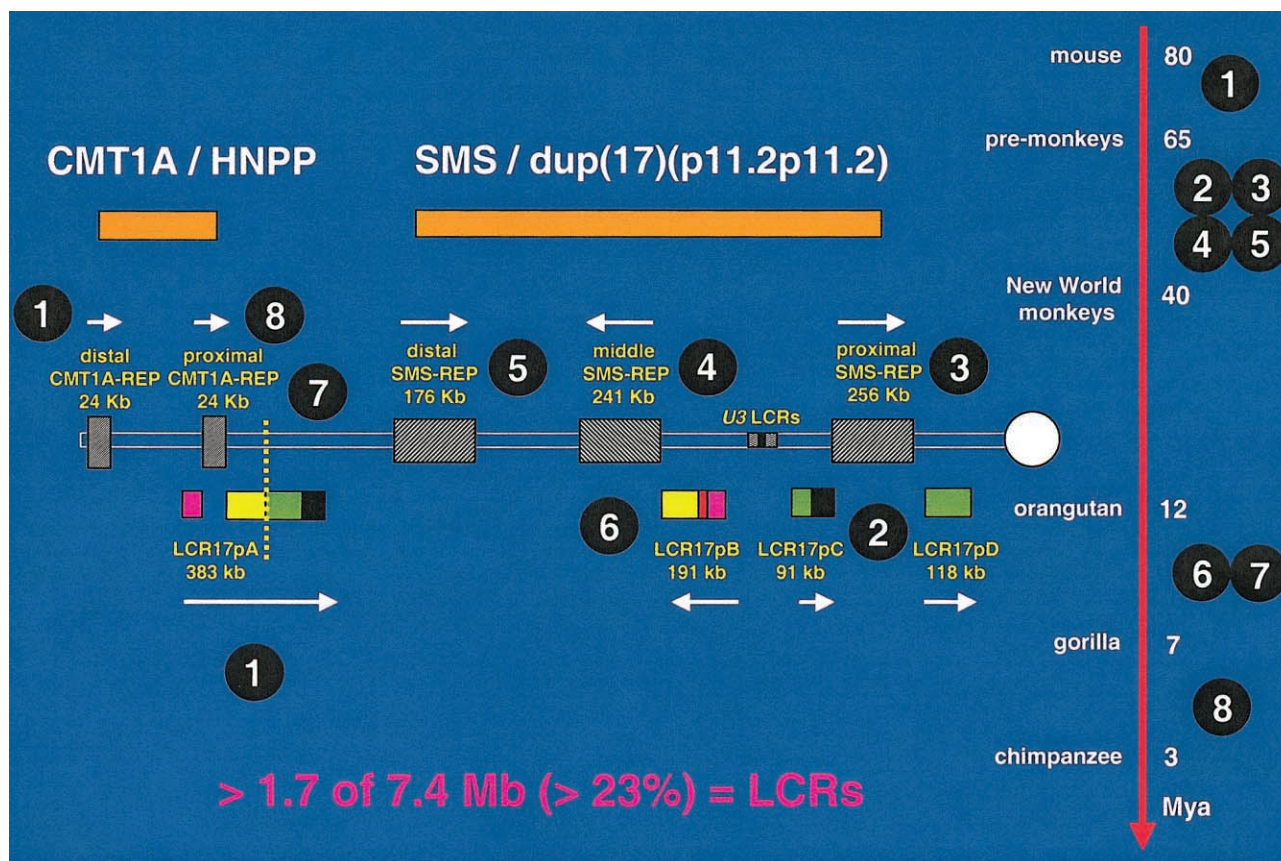 CMT1A / HNPP
SMS / dup(17)(p11.2p11.2)
1
8
distal
CMT1A-REP
24 Kb
proximal
CMT1A-REP
24 Kb
7
distal
SMS-REP
176 Kb
5
middle
SMS-REP
241 Kb
4
U3 LCRs
proximal
SMS-REP
256 Kb
3
LCR17pA
383 kb
6
LCR17pB
191 kb
LCR17pC
91 kb
2
LCR17pD
118 kb
1
> 1.7 of 7.4 Mb (> 23%) = LCRs
mouse 80
1
pre-monkeys 65
2 3
4 5
New World
monkeys 40
orangutan 12
6 7
gorilla 7
8
chimpanzee 3
Mya